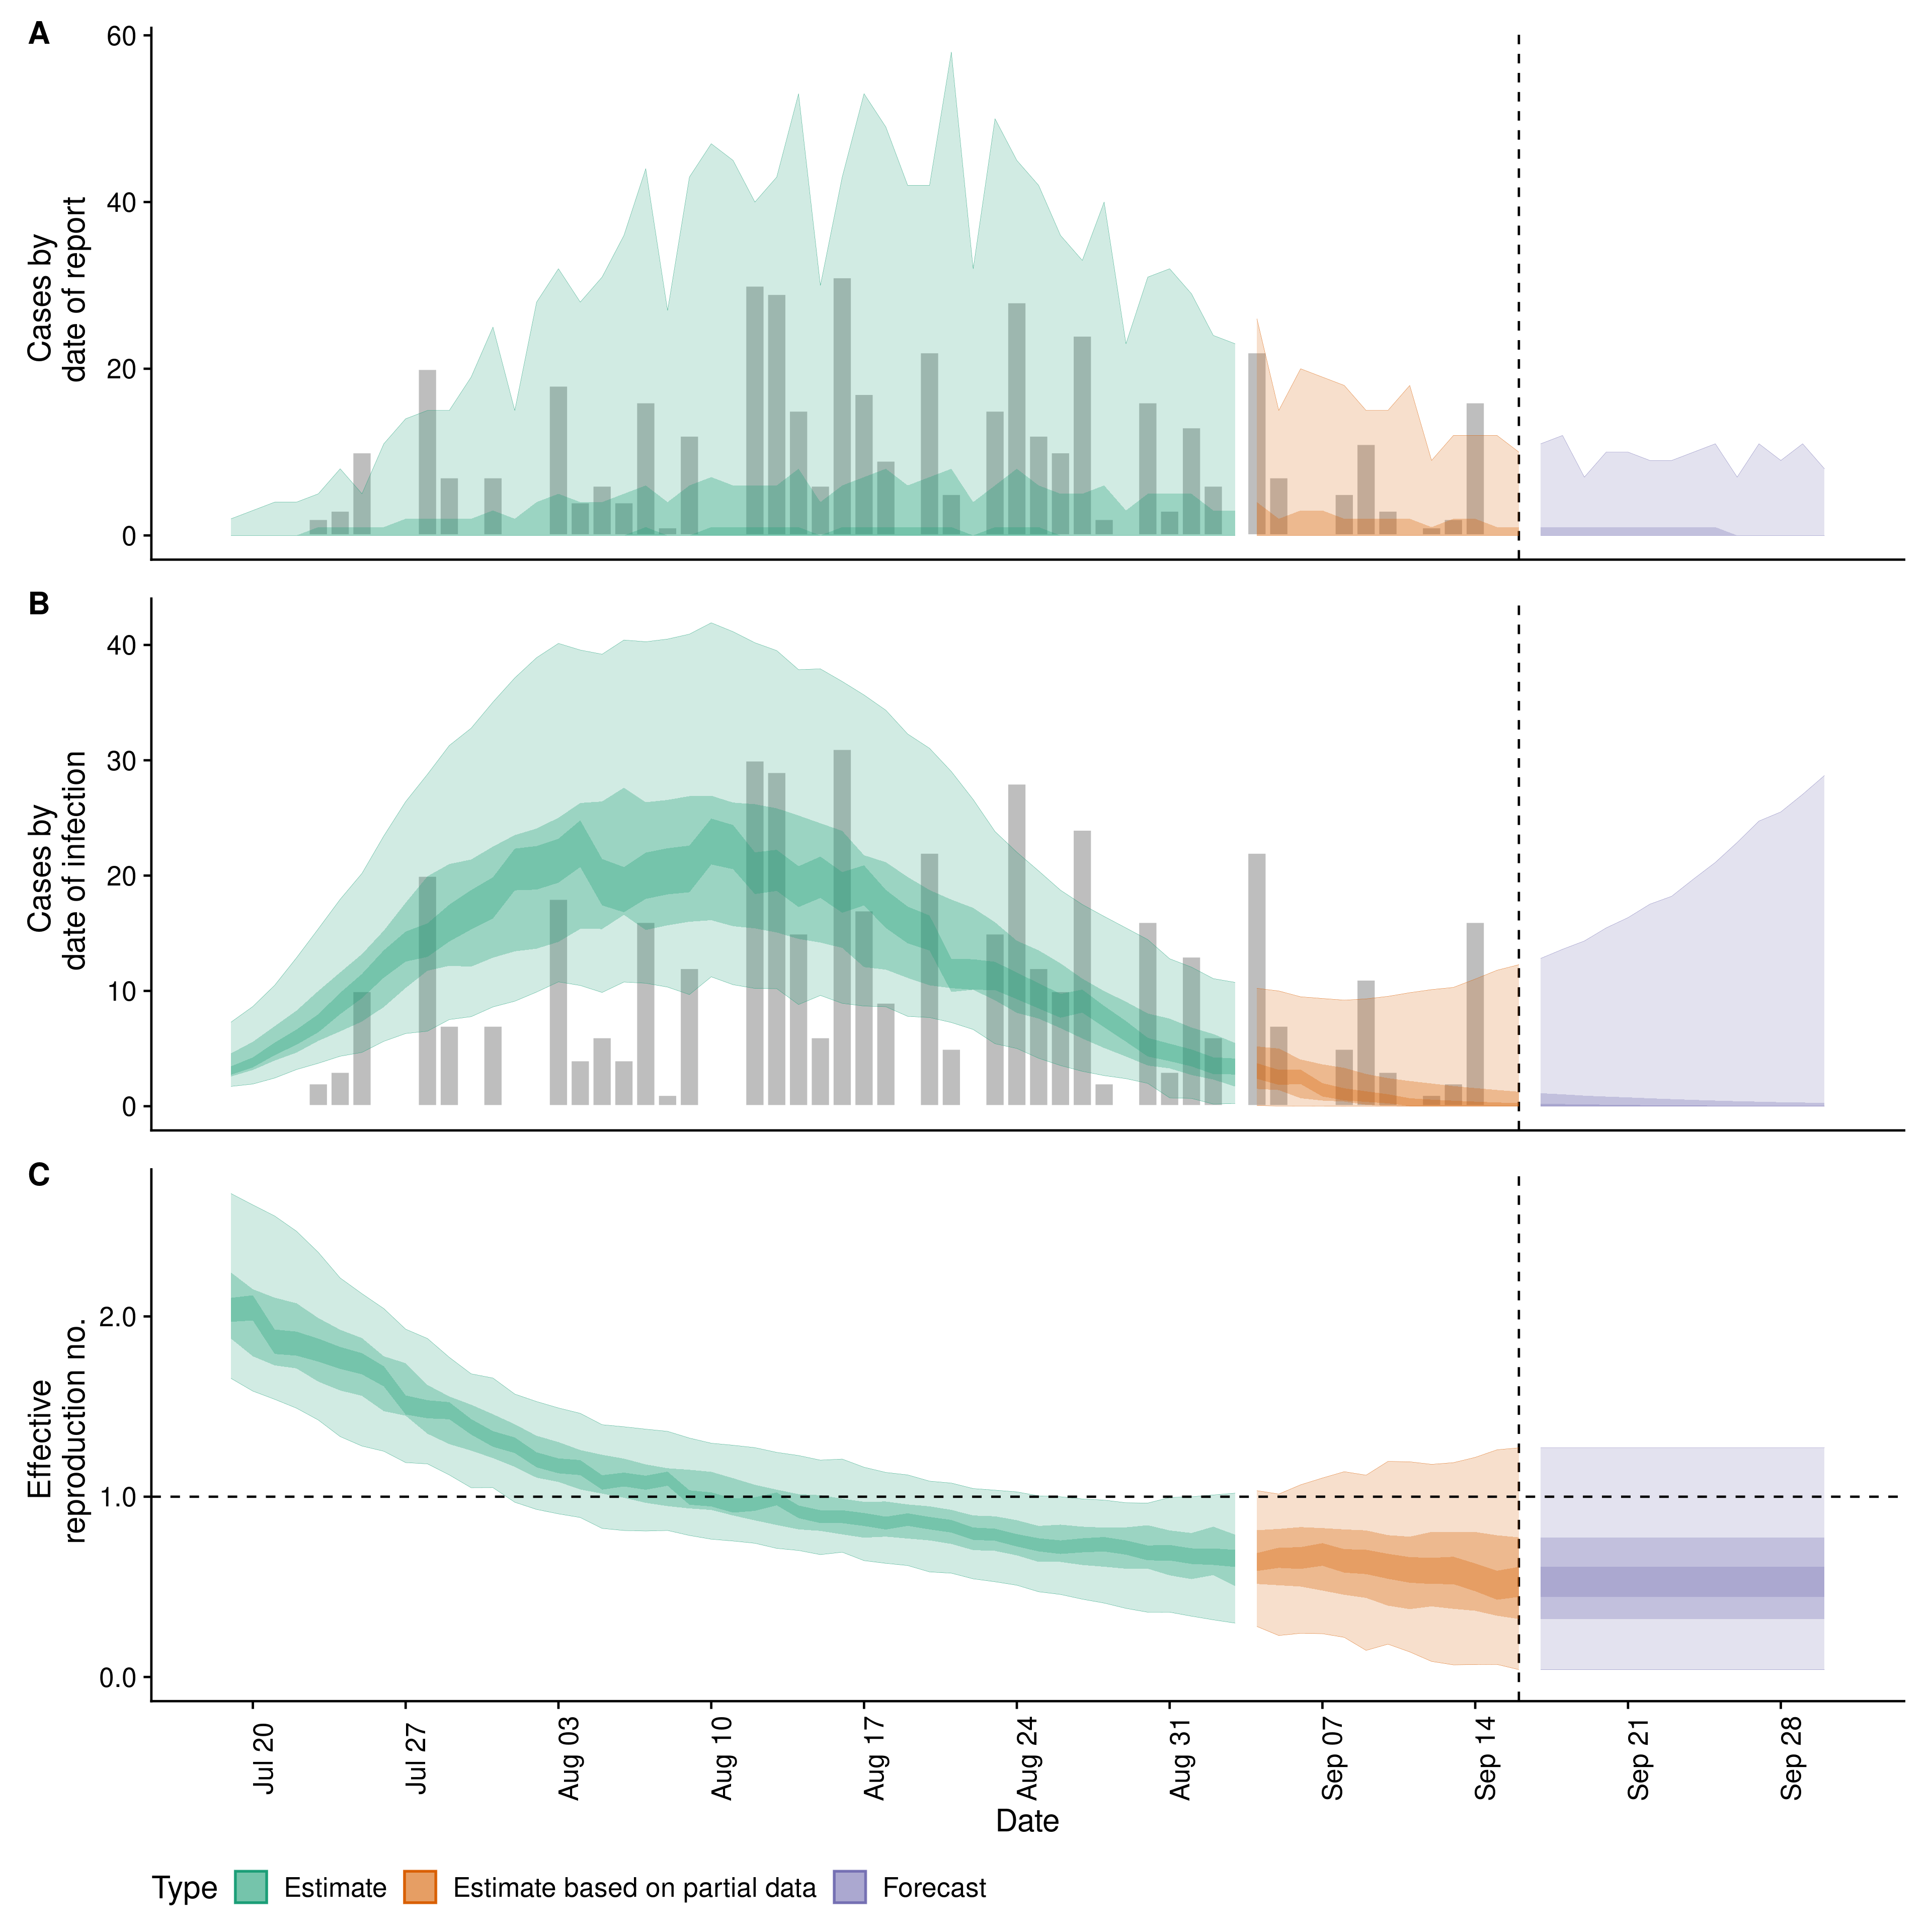 A
60
40
20
0
Cases by
date of report
B
40
30
20
10
0
Cases by
date of infection
C
2.0
1.0
0.0
Effective
reproduction no.
Jul 20
Jul 27
Aug 03
Aug 10
Aug 17
Aug 24
Aug 31
Sep 07
Sep 14
Sep 21
Sep 28
Date
Type Estimate Estimate based on partial data Forecast